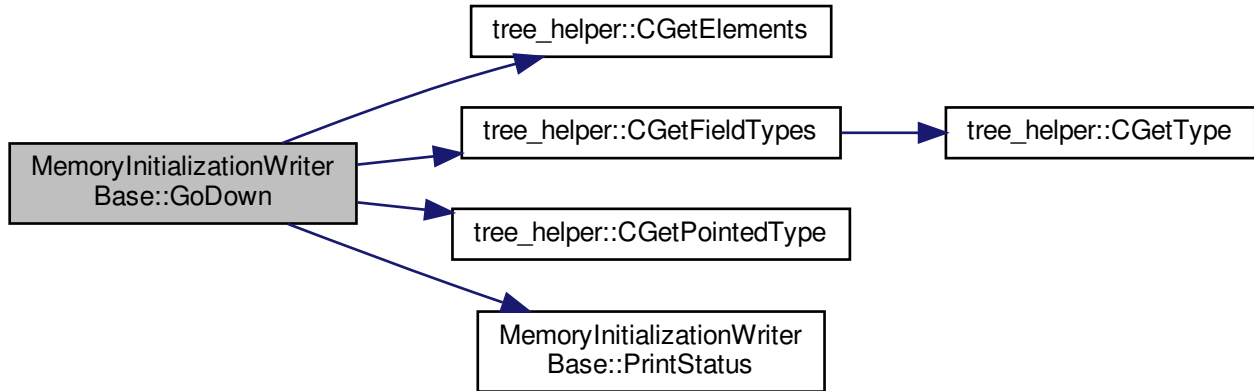 MemoryInitializationWriter
Base::GoDown
tree_helper::CGetElements
tree_helper::CGetFieldTypes
tree_helper::CGetType
tree_helper::CGetPointedType
MemoryInitializationWriter
Base::PrintStatus